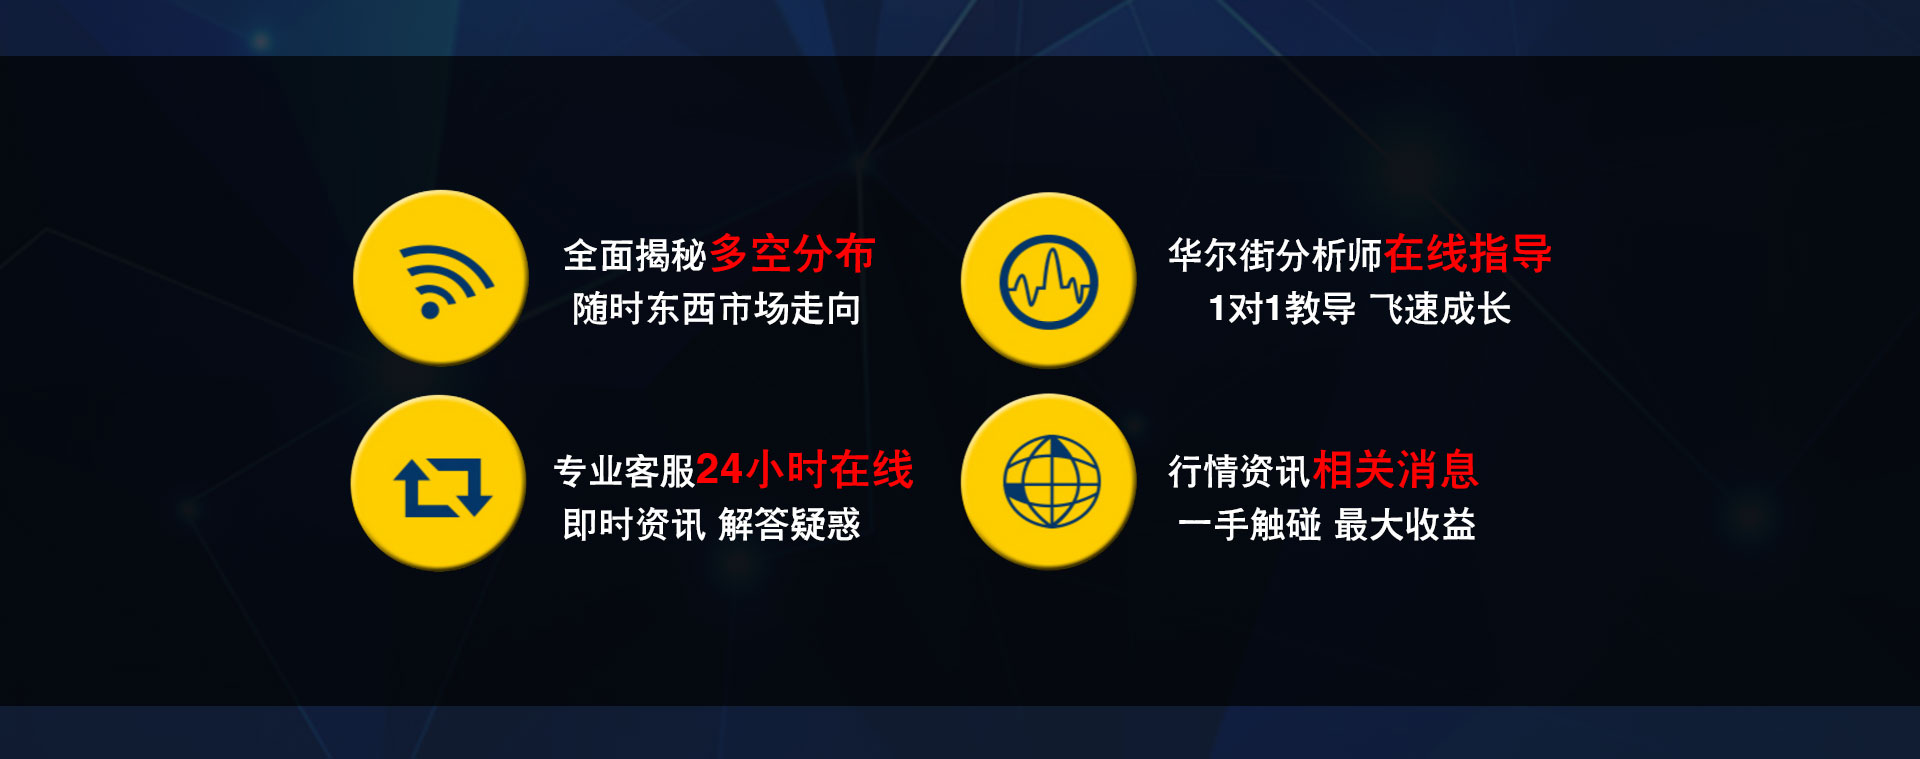 全面揭秘多空分布
随时东西市场走向
华尔街分析师在线指导
1对1教导 飞速成长
专业客服24小时在线
即时资讯 解答疑惑
行情资讯相关消息
一手触碰 最大收益